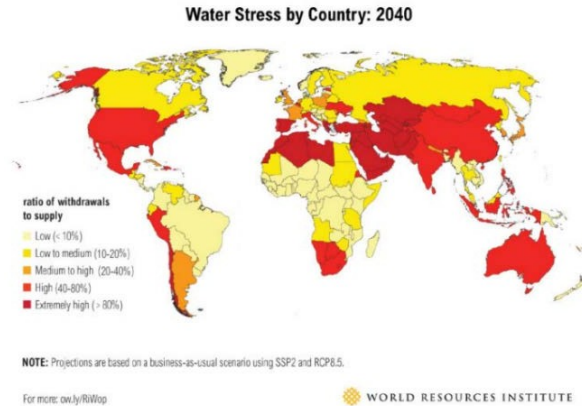 Water Stress by Country: 2040
ratio of withdrawals
to supply
Low (< 10%)
Low to medium (10-20%)
Medium to high (20-40%)
High (40-80%)
Extremely high (> 80%)
NOTE: Projections are based on a business-as-usual scenario using SSP2 and RCP8.5.
For more: ow.ly/RiWop
WORLD RESOURCES INSTITUTE